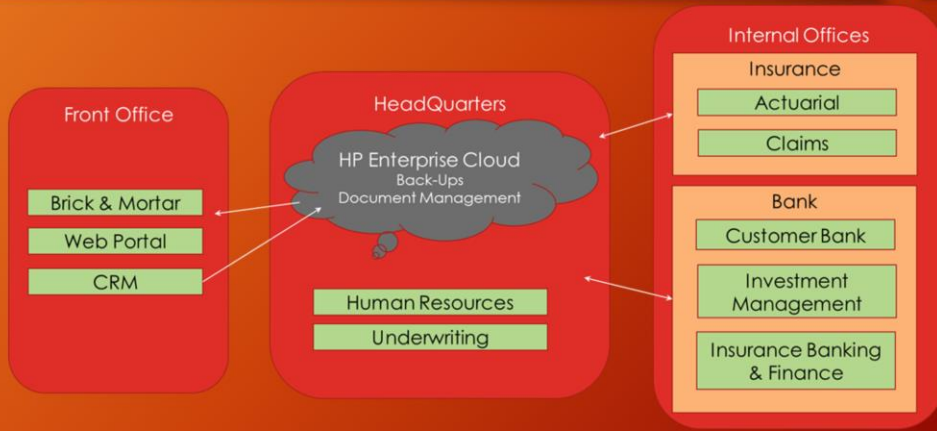 Front Office
Brick & Mortar
Web Portal
CRM
HeadQuarters
HP Enterprise Cloud
Back-Ups
Document Management
Human Resources
Underwriting
Internal Offices
Insurance
Actuarial
Claims
Bank
Customer Bank
Investment
Management
Insurance Banking
& Finance